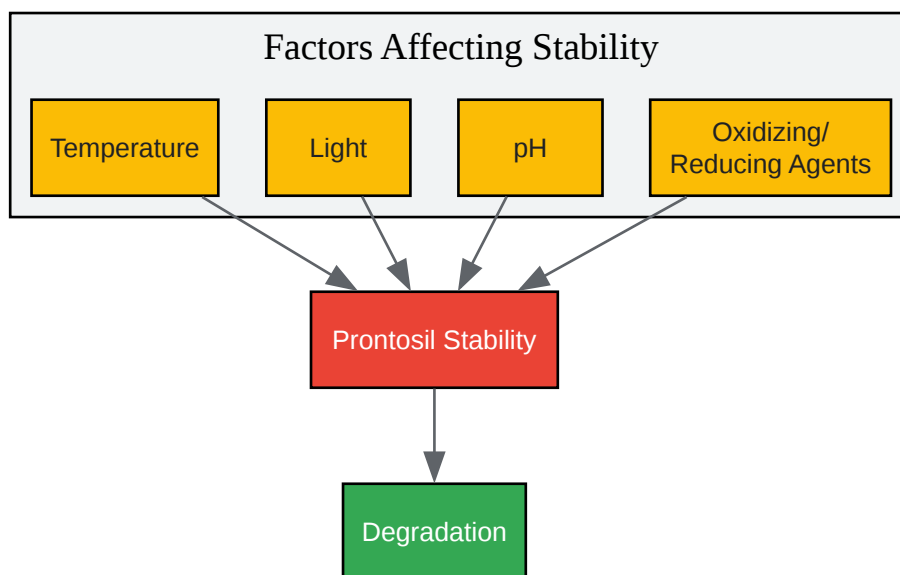 Factors Affecting Stability
Temperature
Light
pH
Oxidizing/
Reducing Agents
Prontosil Stability
Degradation